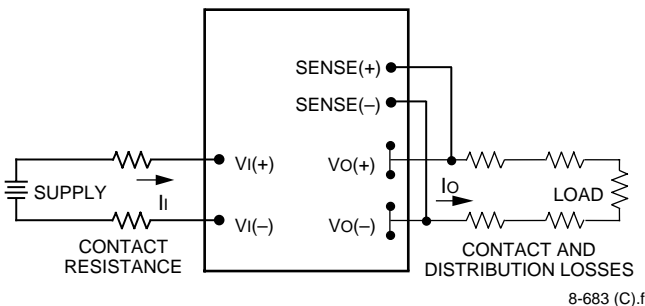 SENSE(+)
SENSE(–)
VI(+)
VO(+)
SUPPLY
II
IO
LOAD
VI(–)
VO(–)
CONTACT
RESISTANCE
CONTACT AND
DISTRIBUTION LOSSES
8-683 (C).f